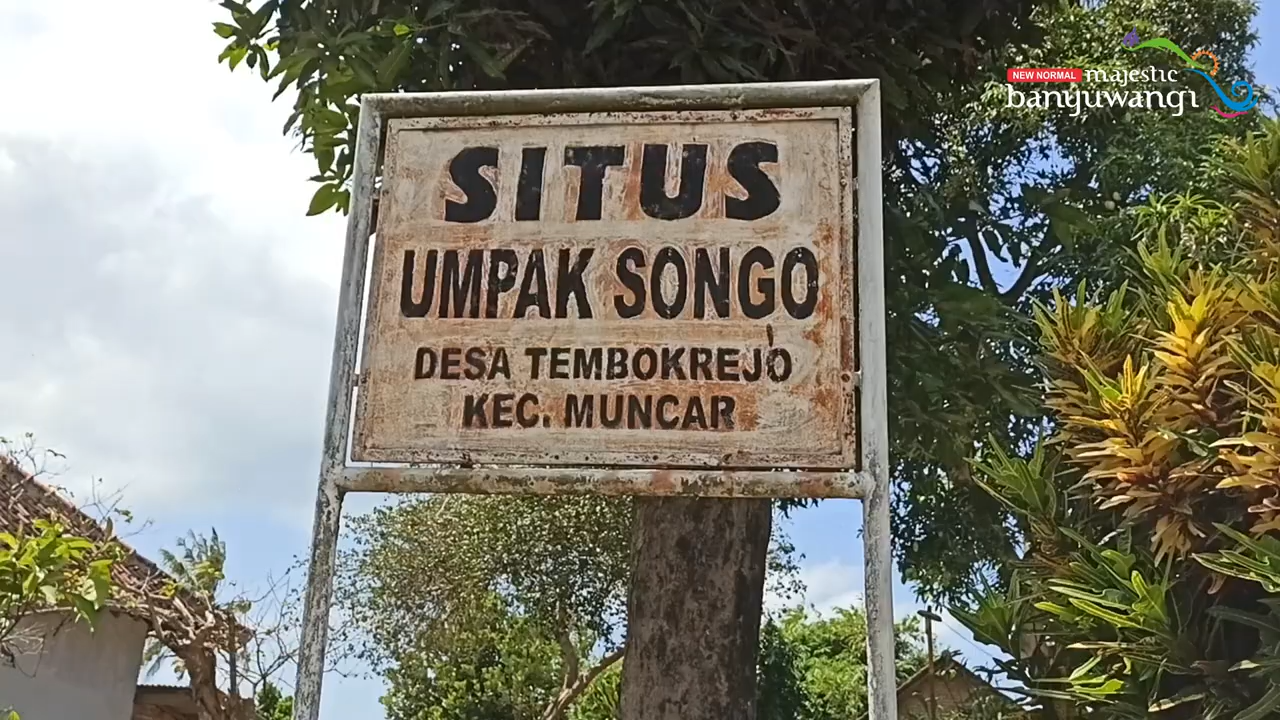 NEW NORMAL majestic
banyuwangi
SITUS
UMPAK SONGO
DESA TEMBOKREJO
KEC. MUNCAR